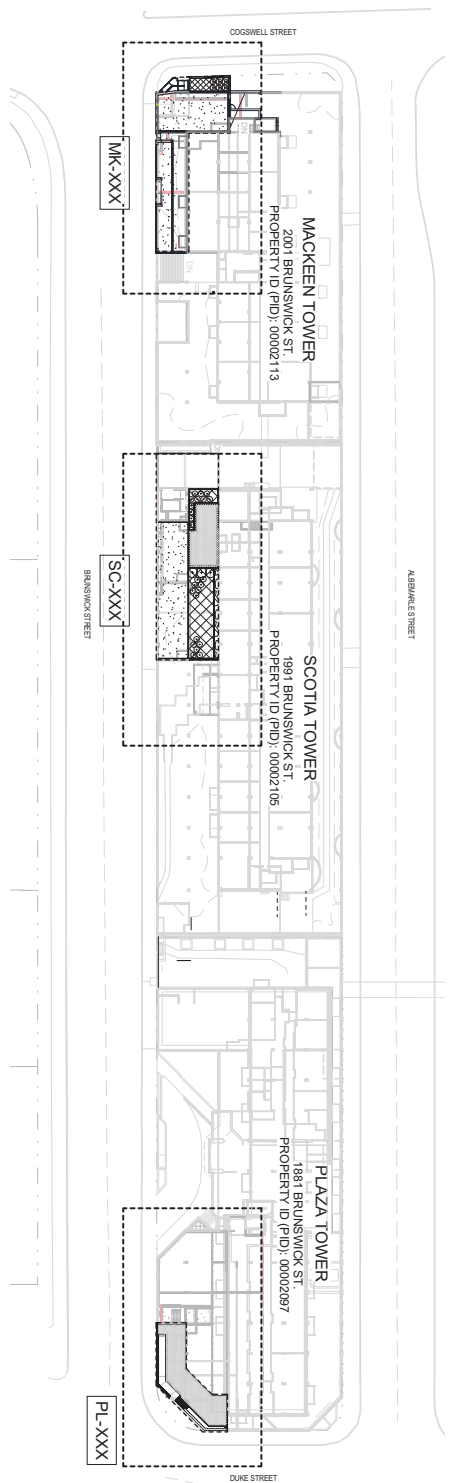 COGSWELL STREET
MK-XXX
MACKEEN TOWER
2001 BRUNSWICK ST.
PROPERTY ID (PID): 00002113
DN
DN
SC-XXX
BRUNSWICK STREET
ALBEMARLE STREET
SCOTIA TOWER
1991 BRUNSWICK ST.
PROPERTY ID (PID): 00002105
PLAZA TOWER
1881 BRUNSWICK ST.
PROPERTY ID (PID): 00002097
PL-XXX
DUKE STREET